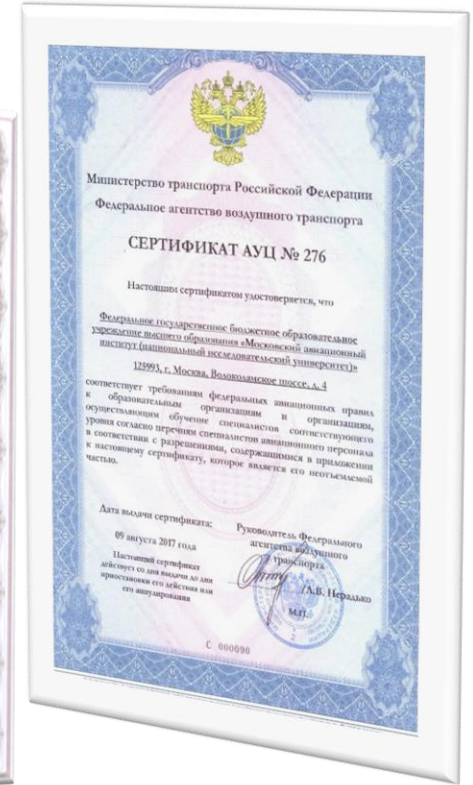 Министерство транспорта Российской Федерации
Федеральное агентство воздушного транспорта
СЕРТИФИКАТ АУЦ № 276
Настоящим сертификатом удостоверяется, что
Федеральное государственное бюджетное образовательное
учреждение высшего образования «Московский авиационный
институт (национальный исследовательский университет)»
125993, г. Москва, Волоколамское шоссе, д. 4
соответствует требованиям федеральных авиационных правил
к образовательным организациям и организациям,
осуществляющим обучение специалистов соответствующего
уровня согласно перечням специалистов авиационного персонала
в соответствии с разрешениями, содержащимися в приложении
к настоящему сертификату, которое является его неотъемлемой
частью.
Дата выдачи сертификата:
09 августа 2017 года
Настоящий сертификат
действует со дня выдачи до дня
приостановки его действия или
его аннулирования
Руководитель Федерального
агентства воздушного
транспорта
/А.В. Нерадько
М.П.
С 000090